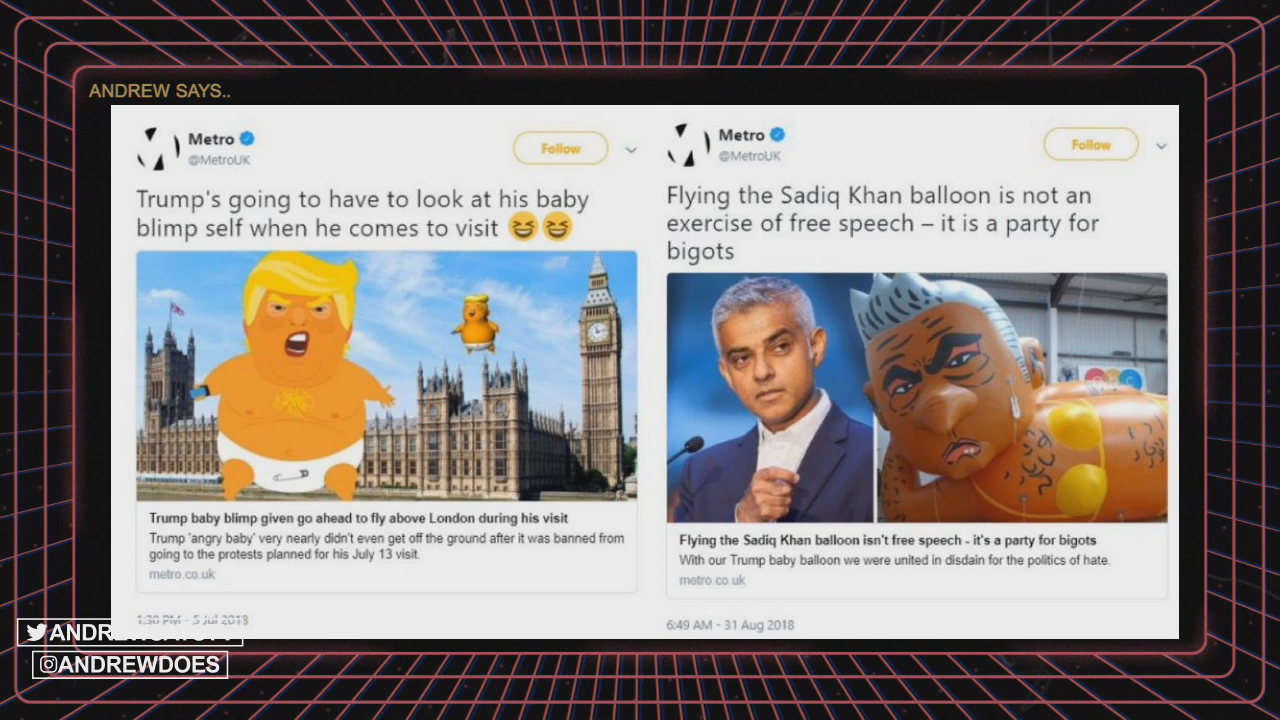 ANDREW SAYS..
Metro
@MetroUK
Follow
Trump's going to have to look at his baby
blimp self when he comes to visit 😆😆
Trump baby blimp given go ahead to fly above London during his visit
Trump 'angry baby' very nearly didn't even get off the ground after it was banned from
going to the protests planned for his July 13 visit.
metro.co.uk
1:30 PM - 5 Jul 2018
Metro
@MetroUK
Follow
Flying the Sadiq Khan balloon is not an
exercise of free speech – it is a party for
bigots
Flying the Sadiq Khan balloon isn't free speech - it's a party for bigots
With our Trump baby balloon we were united in disdain for the politics of hate.
metro.co.uk
6:49 AM - 31 Aug 2018
@ANDREWDOES